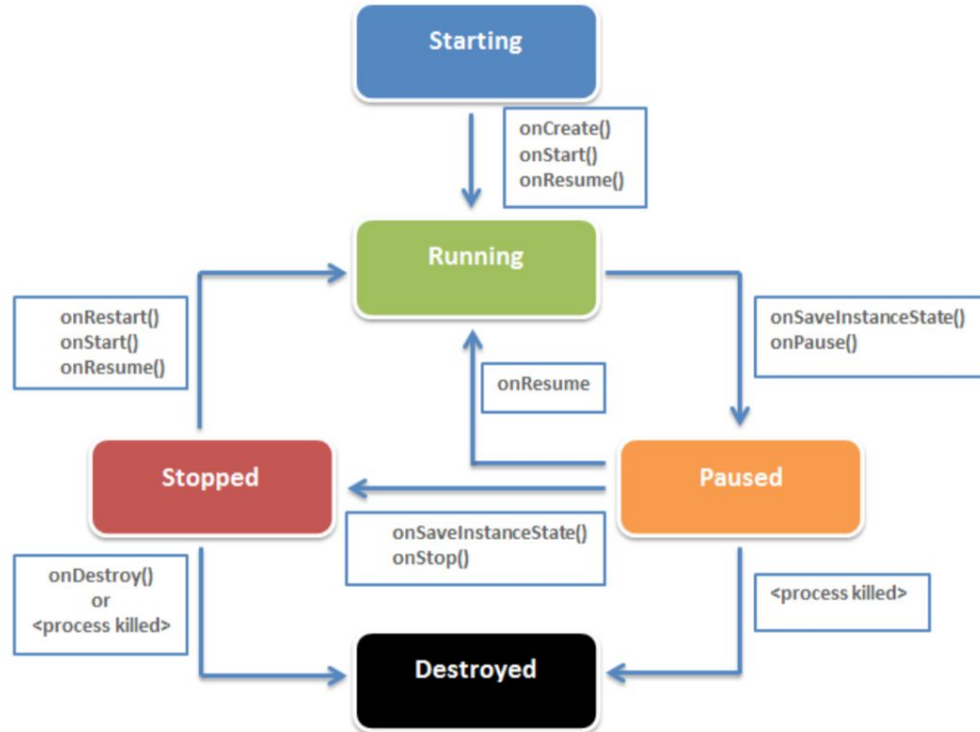 Starting
onCreate()
onStart()
onResume()
Running
onRestart()
onStart()
onResume()
onSaveInstanceState()
onPause()
onResume
Stopped
Paused
onSaveInstanceState()
onStop()
onDestroy()
or
<process killed>
<process killed>
Destroyed